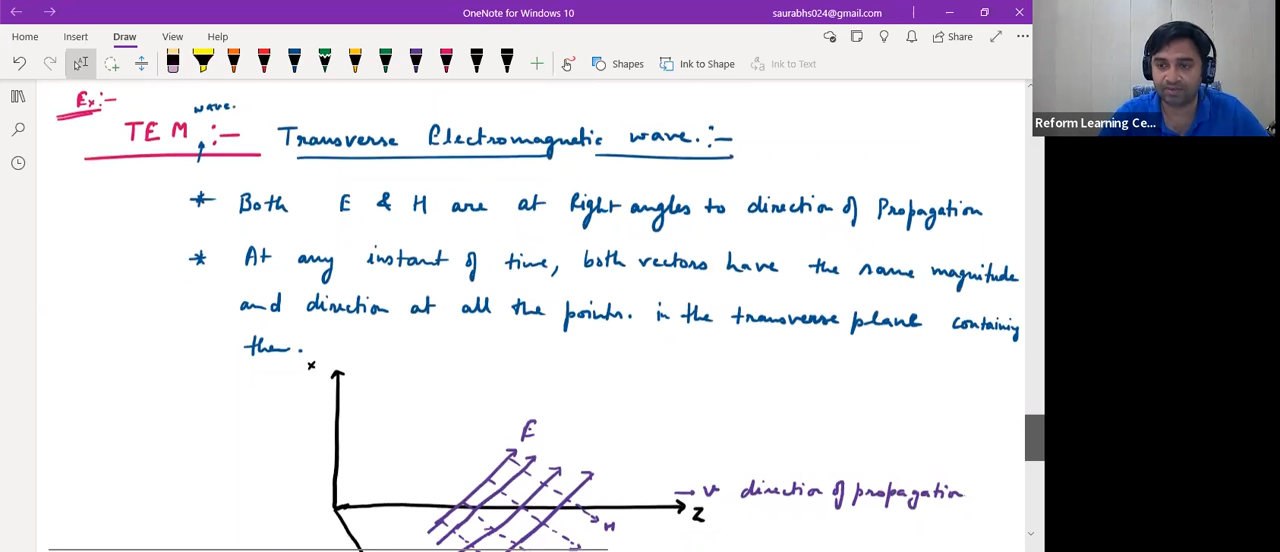 OneNote for Windows 10
saurabhs024@gmail.com
Home Insert Draw View Help
Share
Shapes Ink to Shape Ink to Text
Reform Learning Ce...
Ex:-
wave.
TEM :- Transverse Electromagnetic wave.:-
* Both E & H are at Right angles to direction of Propagation
* At any instant of time, both vectors have the same magnitude
and direction at all the points. in the transverse plane containing
them.
x
E
→ v direction of propagation
H
Z